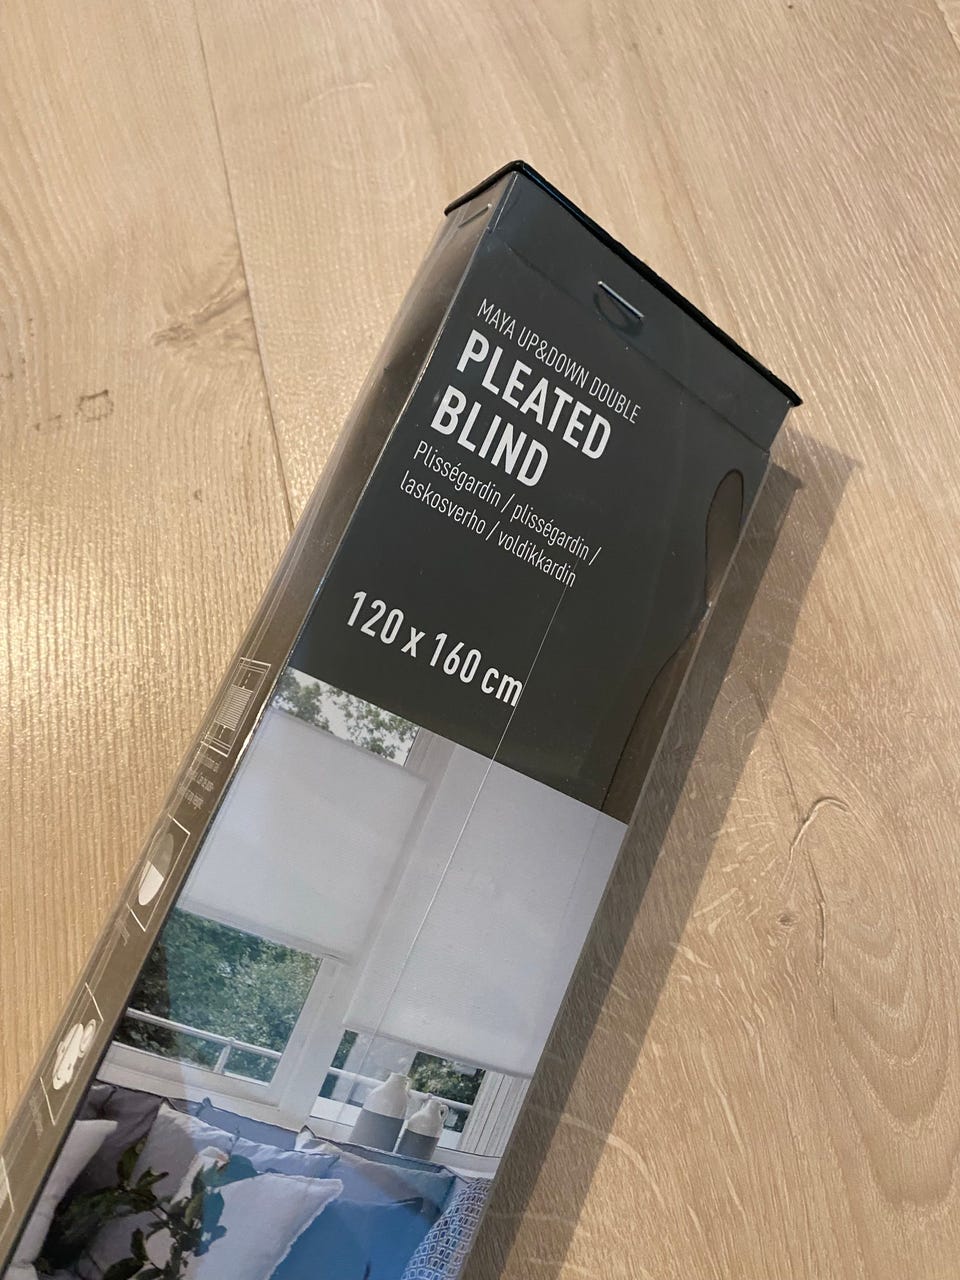 MAYA UP&DOWN DOUBLE
PLEATED
BLIND
Plisségardin / plisségardin /
laskosverho / voldikkardin
120 x 160 cm